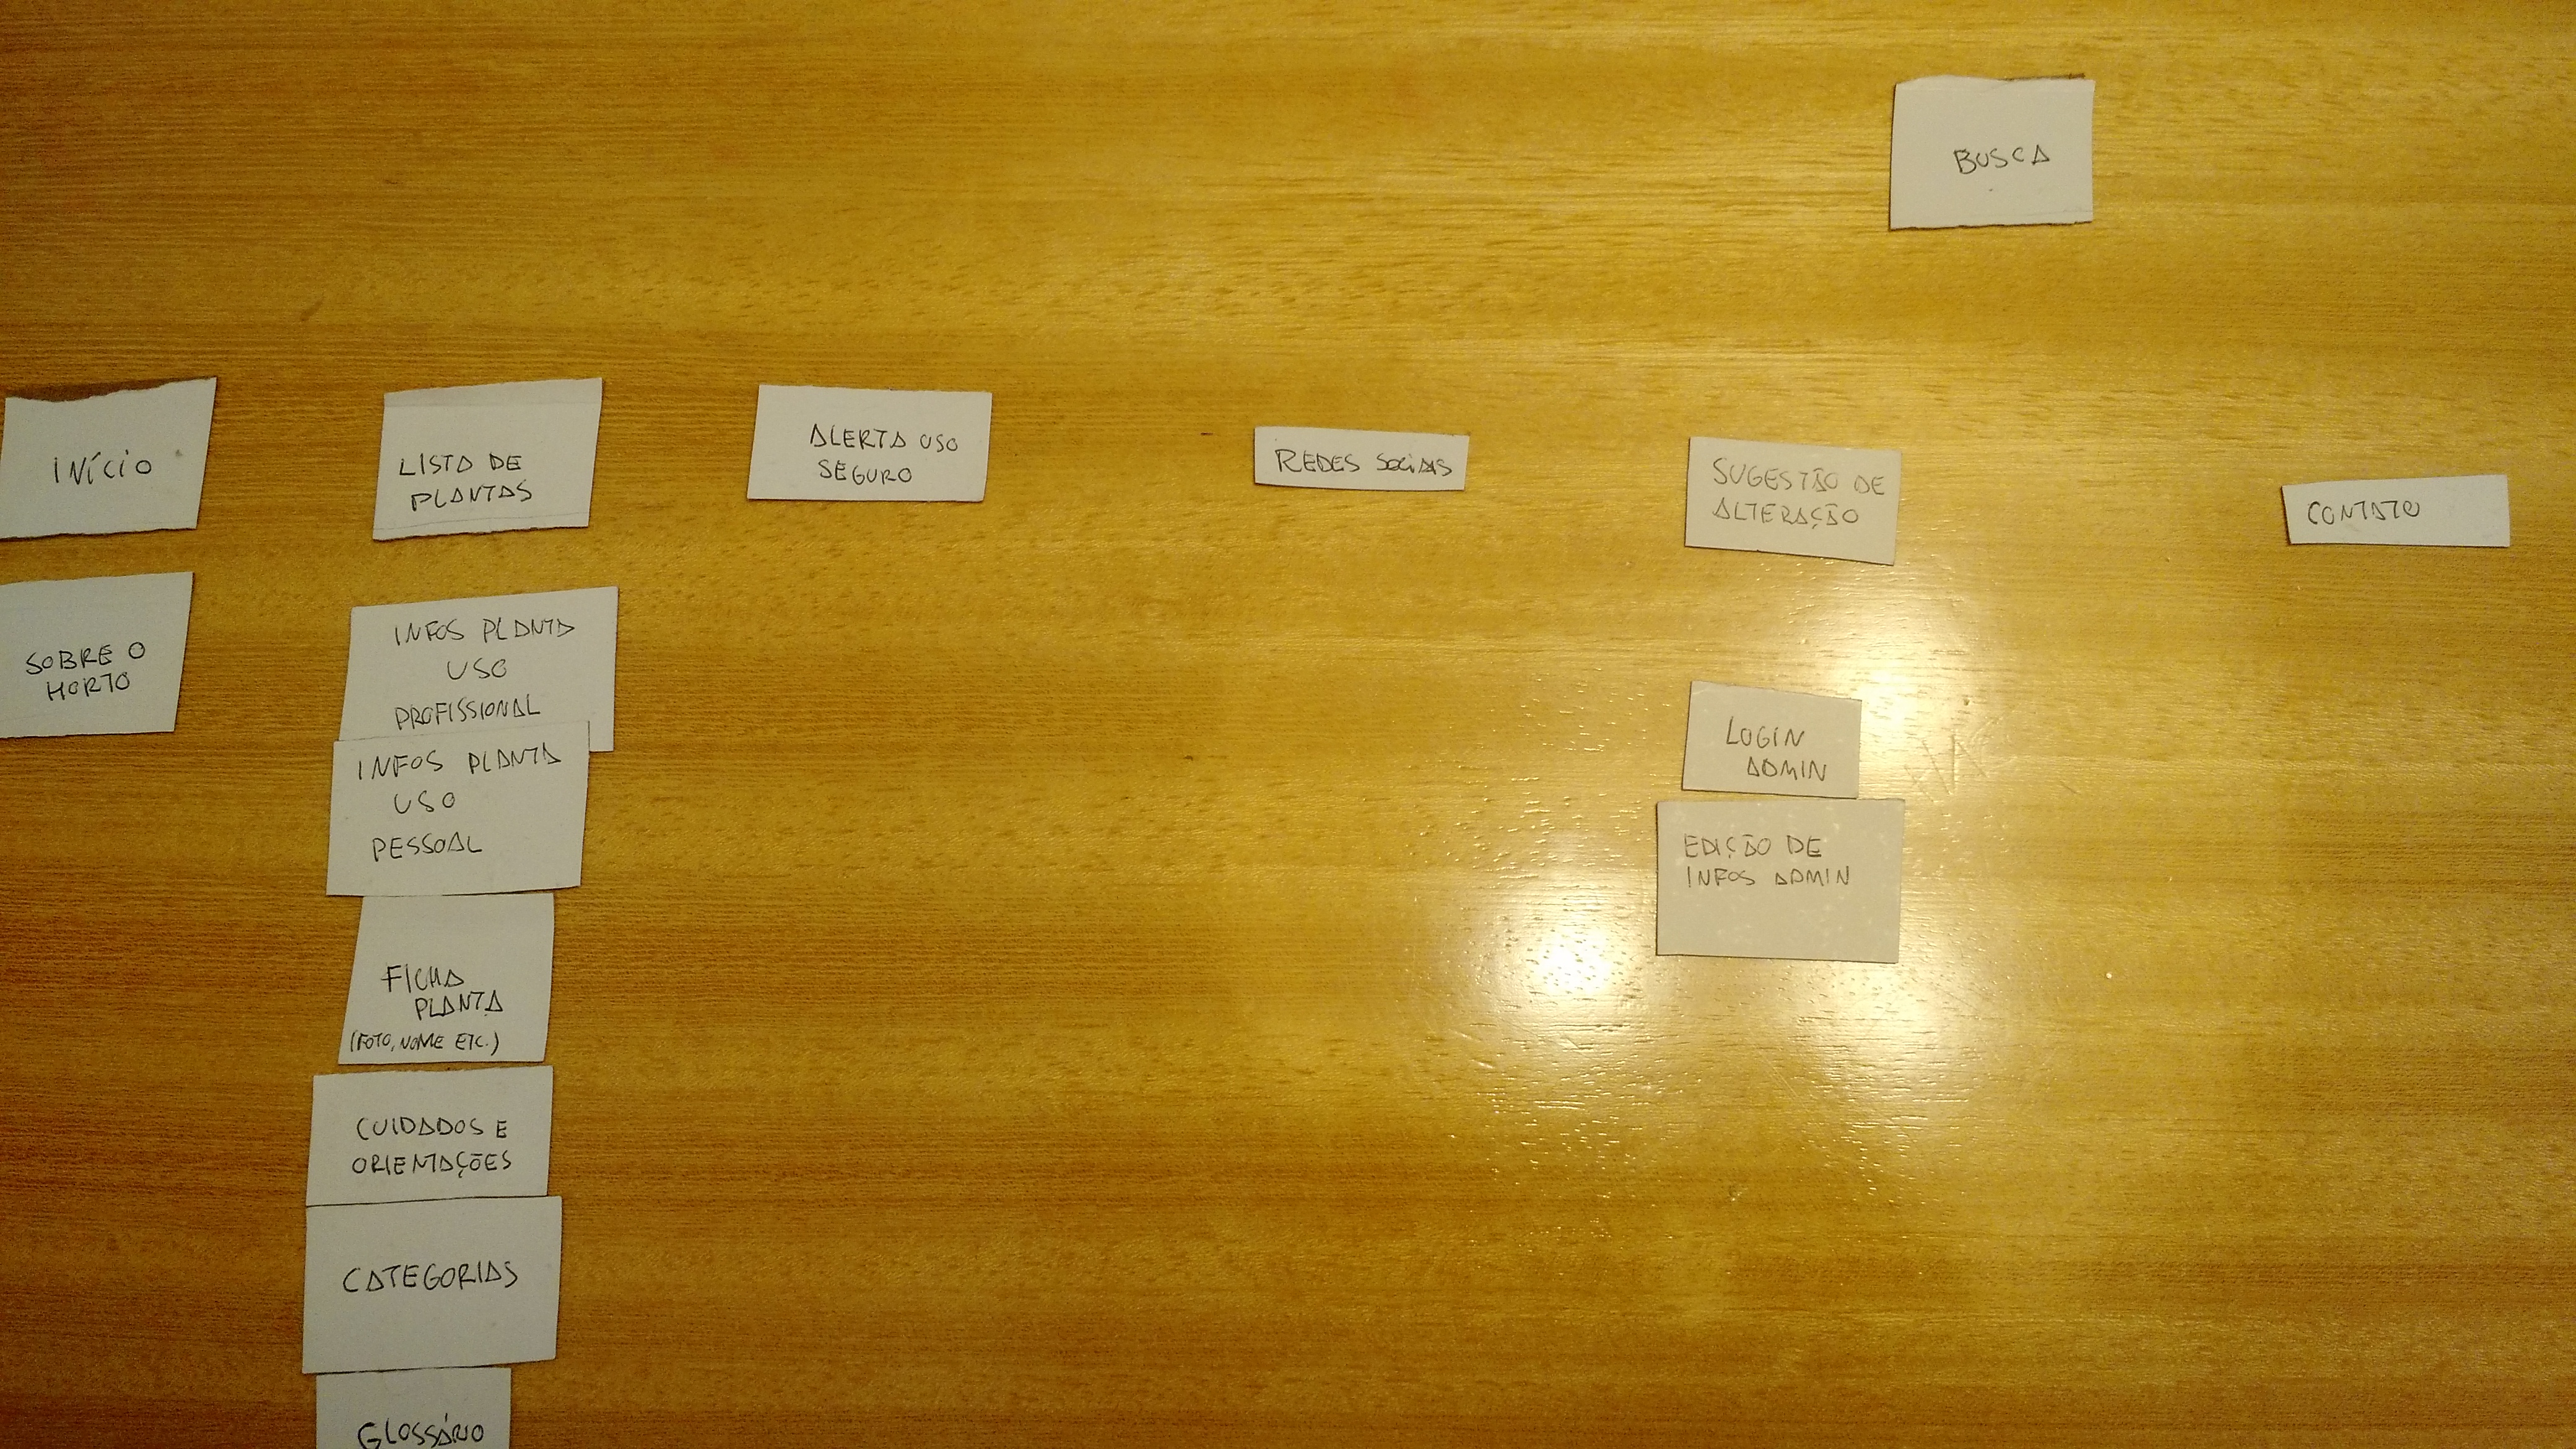 BUSCA
INÍCIO
SOBRE O
HORTO
LISTA DE
PLANTAS
INFOS PLANTA
USO
PROFISSIONAL
INFOS PLANTA
USO
PESSOAL
FICHA
PLANTA
(FOTO, NOME ETC.)
CUIDADOS E
ORIENTAÇÕES
CATEGORIAS
GLOSSÁRIO
ALERTA USO
SEGURO
REDES SOCIAIS
SUGESTÃO DE
ALTERAÇÃO
LOGIN
ADMIN
EDIÇÃO DE
INFOS ADMIN
CONTATO